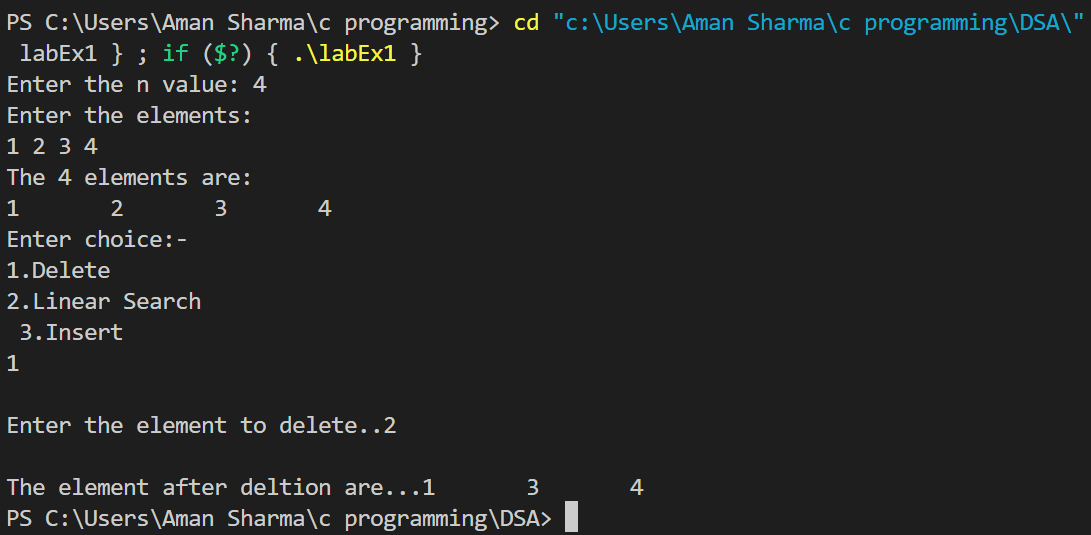 PS C:\Users\Aman Sharma\c programming> cd "c:\Users\Aman Sharma\c programming\DSA\"
labEx1 } ; if ($?) { .\labEx1 }
Enter the n value: 4
Enter the elements:
1 2 3 4
The 4 elements are:
1       2       3       4
Enter choice:-
1.Delete
2.Linear Search
 3.Insert
1
Enter the element to delete..2
The element after deltion are...1       3       4
PS C:\Users\Aman Sharma\c programming\DSA>